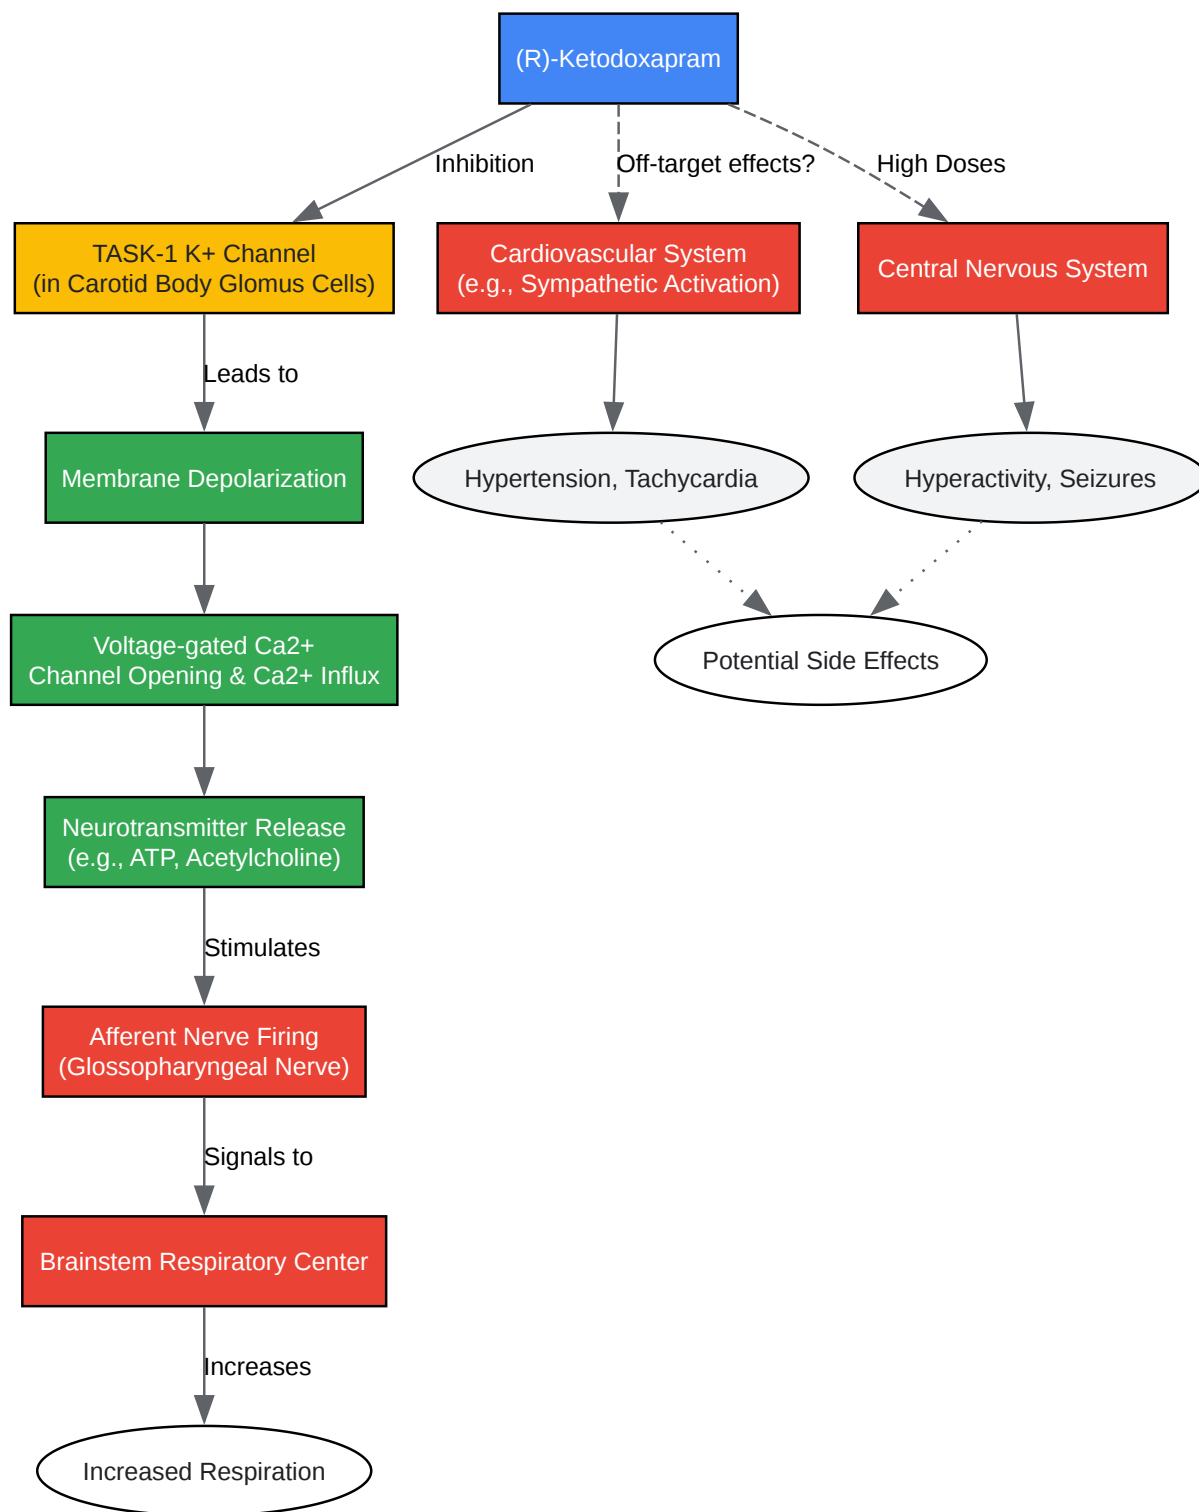 (R)-Ketodoxapram
Inhibition
Off-target effects?
High Doses
TASK-1 K+ Channel
(in Carotid Body Glomus Cells)
Cardiovascular System
(e.g., Sympathetic Activation)
Central Nervous System
Leads to
Membrane Depolarization
Hypertension, Tachycardia
Hyperactivity, Seizures
Voltage-gated Ca2+
Channel Opening & Ca2+ Influx
Potential Side Effects
Neurotransmitter Release
(e.g., ATP, Acetylcholine)
Stimulates
Afferent Nerve Firing
(Glossopharyngeal Nerve)
Signals to
Brainstem Respiratory Center
Increases
Increased Respiration